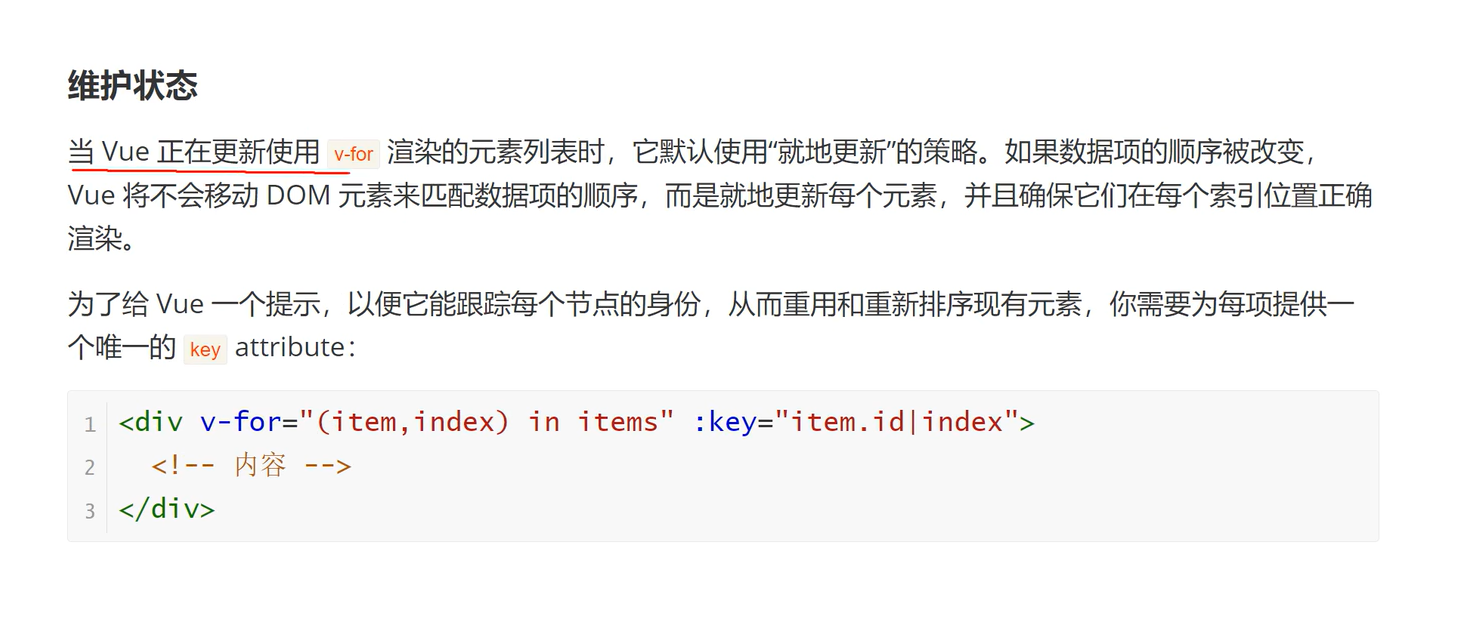 维护状态
当 Vue 正在更新使用 v-for 渲染的元素列表时，它默认使用“就地更新”的策略。如果数据项的顺序被改变，
Vue 将不会移动 DOM 元素来匹配数据项的顺序，而是就地更新每个元素，并且确保它们在每个索引位置正确
渲染。
为了给 Vue 一个提示，以便它能跟踪每个节点的身份，从而重用和重新排序现有元素，你需要为每项提供一
个唯一的 key attribute：
1 <div v-for="(item,index) in items" :key="item.id|index">
2 <!-- 内容 -->
3 </div>